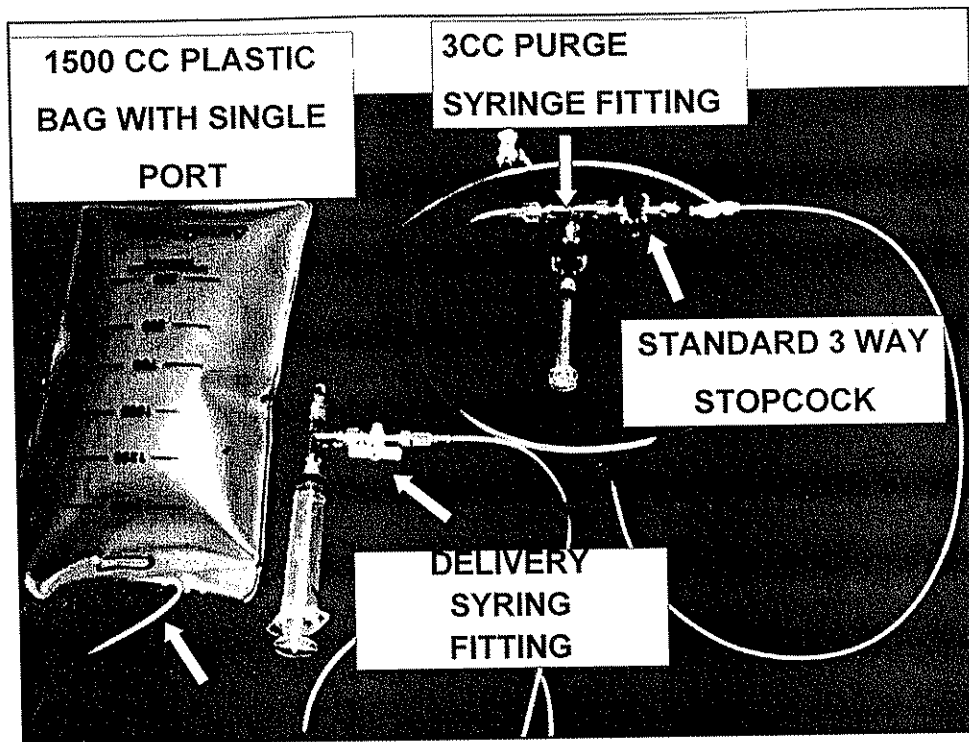 1500 CC PLASTIC
BAG WITH SINGLE
PORT
3CC PURGE
SYRINGE FITTING
STANDARD 3 WAY
STOPCOCK
DELIVERY
SYRING
FITTING